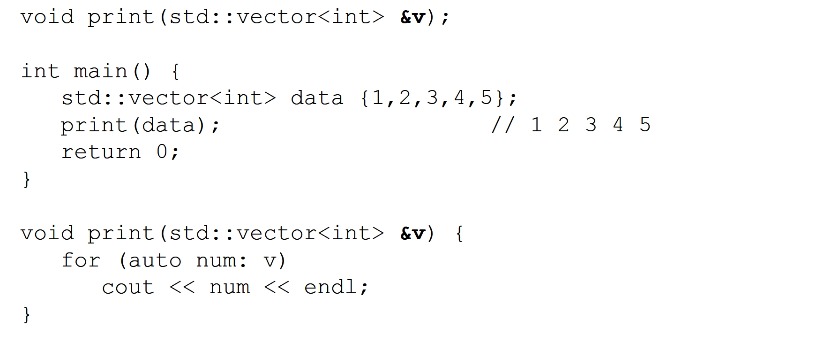 void print(std::vector<int> &v);
int main() {
std::vector<int> data {1,2,3,4,5};
print(data); // 1 2 3 4 5
return 0;
}
void print(std::vector<int> &v) {
for (auto num: v)
cout << num << endl;
}